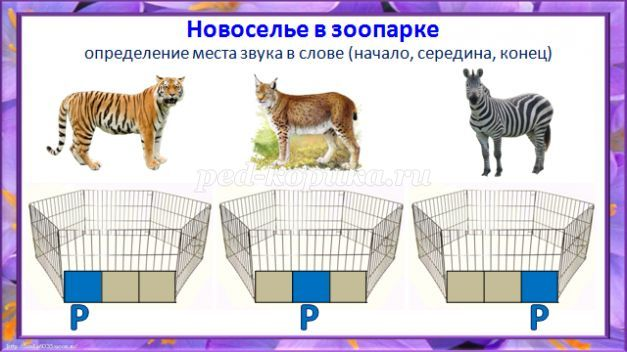 Новоселье в зоопарке
определение места звука в слове (начало, середина, конец)
ped-kopilka.ru
Р Р Р